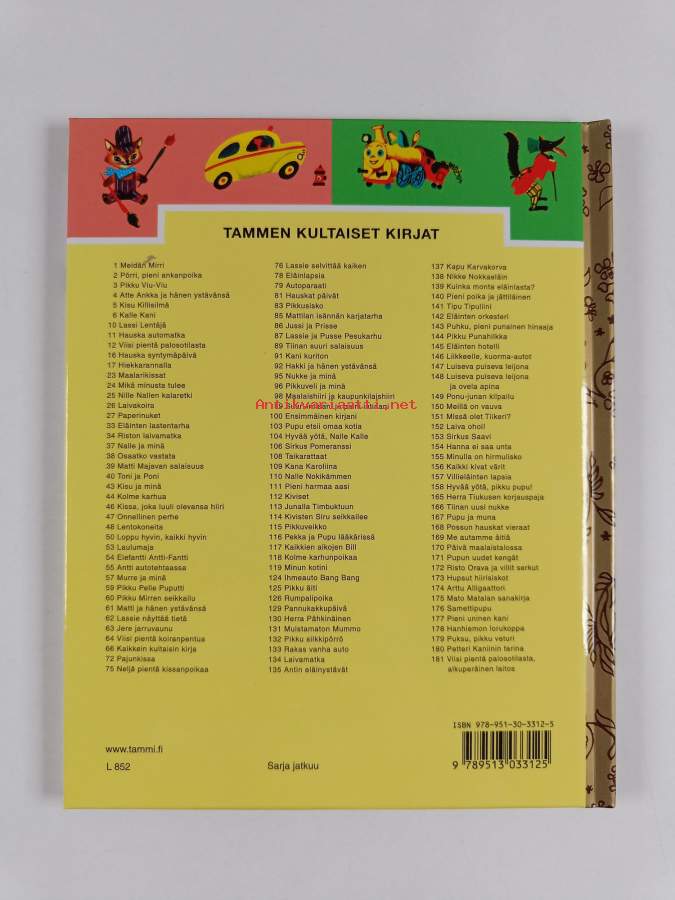 TAMMEN KULTAISET KIRJAT
1 Meidän Mirri
2 Pörri, pieni ankanpoika
3 Pikku Viu-Viu
4 Atte Ankka ja hänen ystävänsä
5 Kisu Killisilmä
6 Kalle Kani
10 Lassi Lentäjä
11 Hauska automatka
12 Viisi pientä palosotilasta
16 Hauska syntymäpäivä
17 Hiekkarannalla
23 Maalarikissat
24 Mikä minusta tulee
25 Nille Nallen kalaretki
26 Laivakoira
27 Paperinuket
33 Eläinten lastentarha
34 Riston laivamatka
37 Nalle ja minä
38 Osaatko vastata
39 Matti Majavan salaisuus
40 Toni ja Poni
43 Kisu ja minä
44 Kolme karhua
46 Kissa, joka luuli olevansa hiiri
47 Onnellinen perhe
48 Lentokoneita
50 Loppu hyvin, kaikki hyvin
53 Laulumaja
54 Elefantti Antti-Fantti
55 Antti autotehtaassa
57 Murre ja minä
59 Pikku Pelle Puputti
60 Pikku Mirren seikkailu
61 Matti ja hänen ystävänsä
62 Lassie näyttää tietä
63 Jere jarruvaunu
64 Viisi pientä koiranpentua
66 Kaikkein kultaisin kirja
72 Pajunkissa
75 Neljä pientä kissanpoikaa
76 Lassie selvittää kaiken
78 Eläinlapsia
79 Autoparaati
81 Hauskat päivät
83 Pikkusisko
85 Mattilan isännän karjatarha
86 Jussi ja Prisse
87 Lassie ja Pusse Pesukarhu
89 Tiinan suuri salaisuus
91 Kani kuriton
92 Hakki ja hänen ystävänsä
95 Nukke ja minä
96 Pikkuveli ja minä
98 Maalaishiiri ja kaupunkilaishiiri
Antikvasiaatti.net
100 Ensimmäinen kirjani
103 Pupu etsii omaa kotia
104 Hyvää yötä, Nalle Kalle
106 Sirkus Pomeranssi
108 Taikarattaat
109 Kana Karoliina
110 Nalle Nokikämmen
111 Pieni harmaa aasi
112 Kiviset
113 Junalla Timbuktuun
114 Kivisten Siru seikkailee
115 Pikkuveikko
116 Pekka ja Pupu lääkärissä
117 Kaikkien aikojen Bill
118 Kolme karhunpoikaa
119 Minun kotini
124 Ihmeauto Bang Bang
125 Pikku äiti
126 Rumpalipoika
129 Pannukakkupäivä
130 Herra Pähkinäinen
131 Muistamaton Mummo
132 Pikku silkkipörrö
133 Rakas vanha auto
134 Laivamatka
135 Antin eläinystävät
137 Kapu Karvakorva
138 Nikke Nokkaeläin
139 Kuinka monta eläinlasta?
140 Pieni poika ja jättiläinen
141 Tipu Tipuliini
142 Eläinten orkesteri
143 Puhku, pieni punainen hinaaja
144 Pikku Punahilkka
145 Eläinten hotelli
146 Liikkeelle, kuorma-autot
147 Luiseva puiseva leijona
148 Luiseva puiseva leijona
ja ovela apina
149 Ponu-junan kilpailu
150 Meillä on vauva
151 Missä olet Tiikeri?
152 Laiva ohoi!
153 Sirkus Saavi
154 Hanna ei saa unta
155 Minulla on hirmulisko
156 Kaikki kivat värit
157 Villieläinten lapsia
158 Hyvää yötä, pikku pupu!
165 Herra Tiukusen korjauspaja
166 Tiinan uusi nukke
167 Pupu ja muna
168 Possun hauskat vieraat
169 Me autamme äitiä
170 Päivä maalaistalossa
171 Pupun uudet kengät
172 Risto Orava ja villit serkut
173 Hupsut hiirisiskot
174 Arttu Alligaattori
175 Mato Matalan sanakirja
176 Samettipupu
177 Pieni uninen kani
178 Hanhiemon lorukoppa
179 Puksu, pikku veturi
180 Petteri Kaniinin tarina
181 Viisi pientä palosotilasta,
alkuperäinen laitos
ISBN 978-951-30-3312-5
9 789513 033125
www.tammi.fi
L 852
Sarja jatkuu